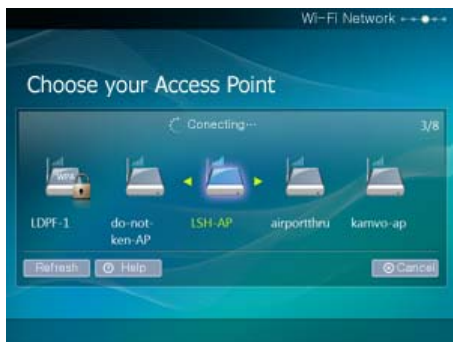 Wi-Fi Network
Choose your Access Point
Conecting...
3/8
WPA
LDPF-1
do-not-
ken-AP
LSH-AP
airportthru
kamvo-ap
Refresh
Help
Cancel